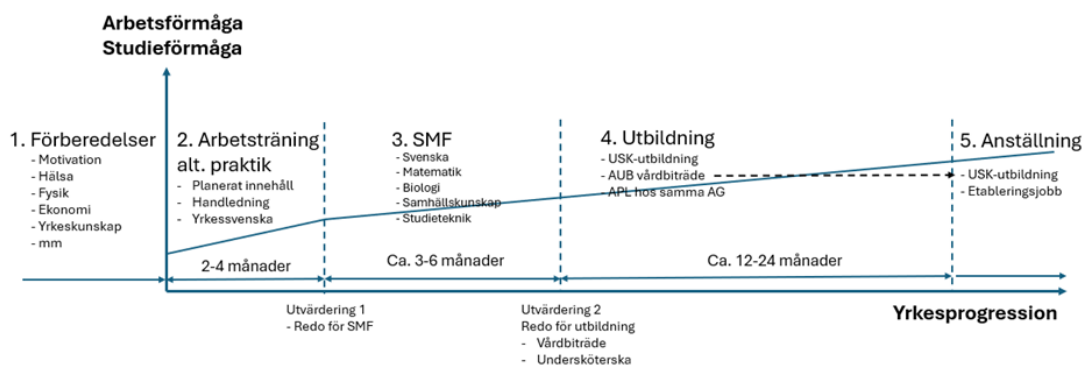 Arbetsförmåga
Studieförmåga
1. Förberedelser
- Motivation
- Hälsa
- Fysik
- Ekonomi
- Yrkeskunskap
- mm
2. Arbetsträning
alt. praktik
- Planerat innehåll
- Handledning
- Yrkessvenska
3. SMF
- Svenska
- Matematik
- Biologi
- Samhällskunskap
- Studieteknik
4. Utbildning
- USK-utbildning
- AUB vårdbiträde
- APL hos samma AG
5. Anställning
- USK-utbildning
- Etableringsjobb
2-4 månader
Ca. 3-6 månader
Ca. 12-24 månader
Utvärdering 1
- Redo för SMF
Utvärdering 2
Redo för utbildning
- Vårdbiträde
- Undersköterska
Yrkesprogression